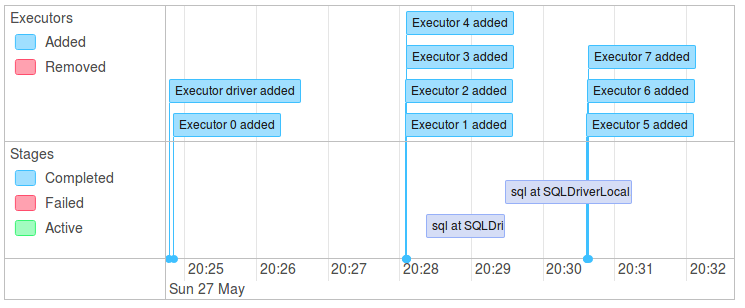 Executors
Added
Removed
Executor 4 added
Executor 3 added
Executor 7 added
Executor driver added
Executor 2 added
Executor 6 added
Executor 0 added
Executor 1 added
Executor 5 added
Stages
Completed
Failed
Active
sql at SQLDriverLocal
sql at SQLDri
20:25 20:26 20:27 20:28 20:29 20:30 20:31 20:32
Sun 27 May